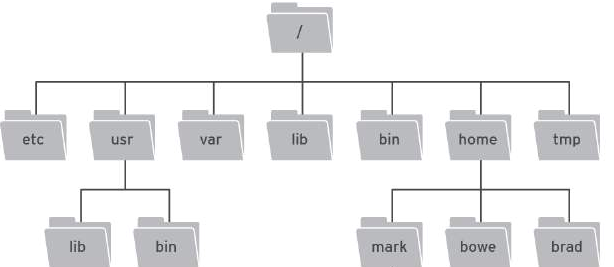 /
etc usr var lib bin home tmp
lib bin mark bowe brad